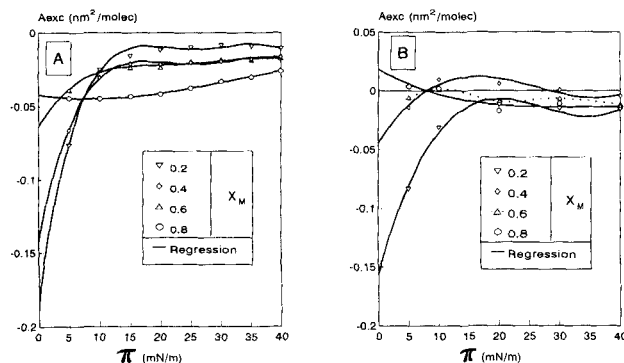 Aexc (nm²/molec)
Aexc (nm²/molec)
0
-0.05
-0.1
-0.15
-0.2
A
▽ 0.2
◇ 0.4
△ 0.6
○ 0.8
X_M
— Regression
0 5 10 15 20 25 30 35 40
π (mN/m)
0.05
0
-0.05
-0.1
-0.15
-0.2
B
▽ 0.2
◇ 0.4
△ 0.6
○ 0.8
X_M
— Regression
0 5 10 15 20 25 30 35 40
π (mN/m)